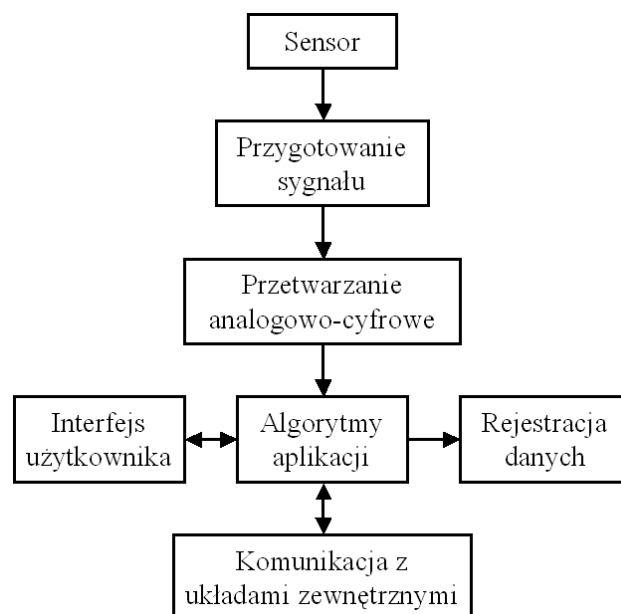 Sensor
Przygotowanie
sygnału
Przetwarzanie
analogowo-cyfrowe
Interfejs
użytkownika
Algorytmy
aplikacji
Rejestracja
danych
Komunikacja z
układami zewnętrznymi